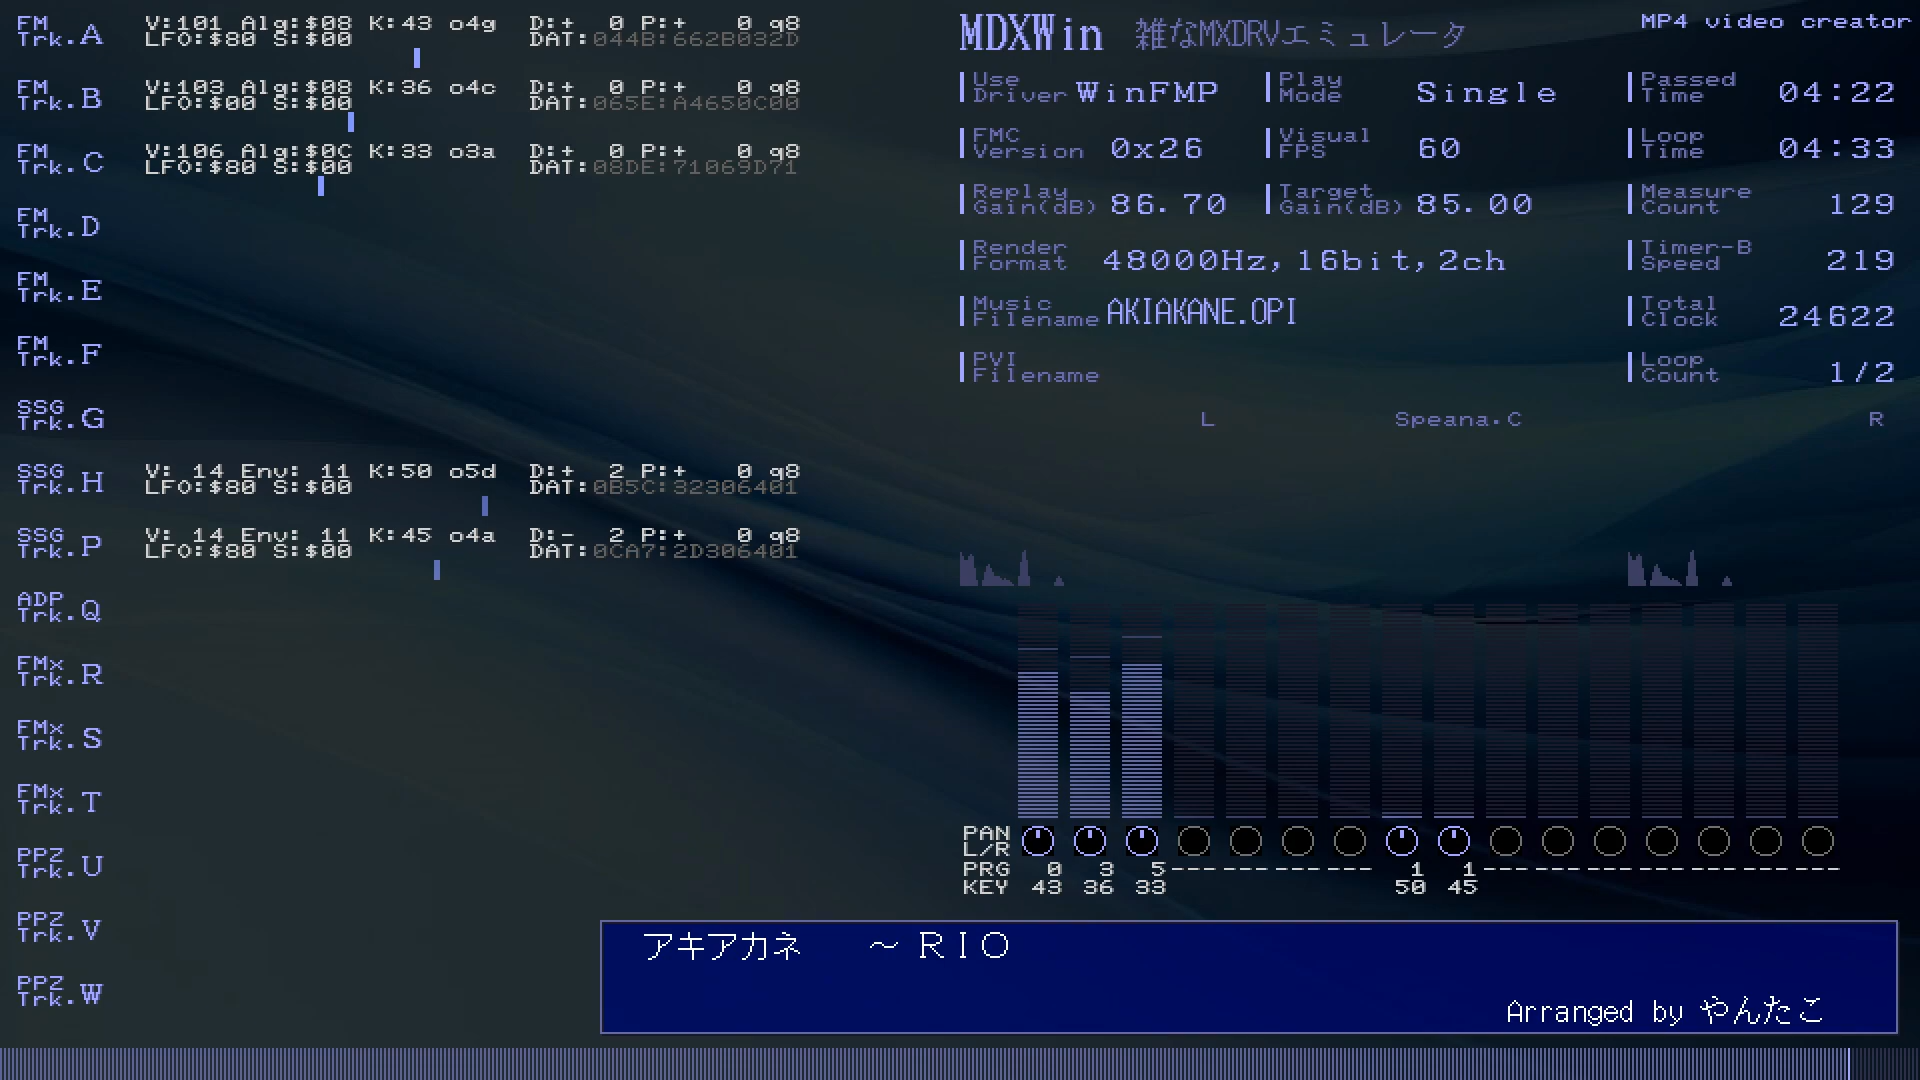 FM Trk.A V:101 Alg:$08 K:43 o4g D:+ 0 P:+ 0 q8
LFO:$80 S:$00 DAT:044B:662B032D
FM Trk.B V:103 Alg:$08 K:36 o4c D:+ 0 P:+ 0 q8
LFO:$00 S:$00 DAT:065E:A4650C00
FM Trk.C V:106 Alg:$0C K:33 o3a D:+ 0 P:+ 0 q8
LFO:$80 S:$00 DAT:08DE:71069D71
FM Trk.D
FM Trk.E
FM Trk.F
SSG Trk.G
SSG Trk.H V: 14 Env: 11 K:50 o5d D:+ 2 P:+ 0 q8
LFO:$80 S:$00 DAT:0B5C:32306401
SSG Trk.P V: 14 Env: 11 K:45 o4a D:- 2 P:+ 0 q8
LFO:$80 S:$00 DAT:0CA7:2D306401
ADP Trk.Q
FMx Trk.R
FMx Trk.S
FMx Trk.T
PPZ Trk.U
PPZ Trk.V
PPZ Trk.W
MDXWin 雑なMXDRVエミュレータ MP4 video creator
Use Driver WinFMP Play Mode Single Passed Time 04:22
FMC Version 0x26 Visual FPS 60 Loop Time 04:33
Replay Gain(dB) 86.70 Target Gain(dB) 85.00 Measure Count 129
Render Format 48000Hz,16bit,2ch Timer-B Speed 219
Music Filename AKIAKANE.OPI Total Clock 24622
PVI Filename Loop Count 1/2
L Speana.C R
PAN L/R
PRG 0 3 5 -- -- -- -- 1 1 -- -- -- -- -- -- --
KEY 43 36 33 50 45
アキアカネ ～ＲＩＯ
Arranged by やんたこ